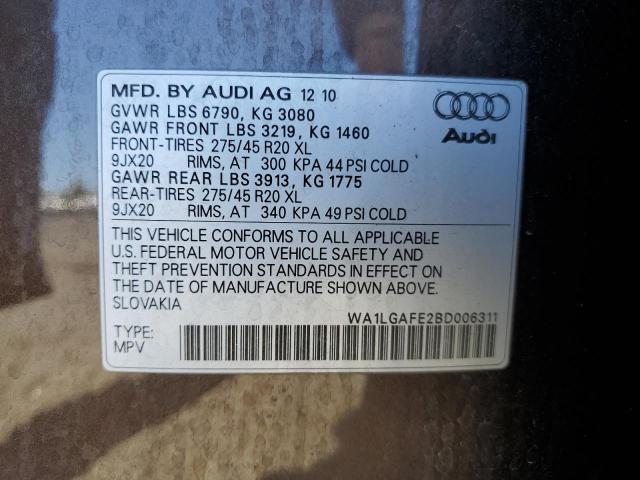 MFD. BY AUDI AG 12 10
GVWR LBS 6790, KG 3080
GAWR FRONT LBS 3219, KG 1460
FRONT-TIRES 275/45 R20 XL
9JX20 RIMS, AT 300 KPA 44 PSI COLD
GAWR REAR LBS 3913, KG 1775
REAR-TIRES 275/45 R20 XL
9JX20 RIMS, AT 340 KPA 49 PSI COLD
Audi
THIS VEHICLE CONFORMS TO ALL APPLICABLE
U.S. FEDERAL MOTOR VEHICLE SAFETY AND
THEFT PREVENTION STANDARDS IN EFFECT ON
THE DATE OF MANUFACTURE SHOWN ABOVE.
SLOVAKIA
WA1LGAFE2BD006311
TYPE:
MPV